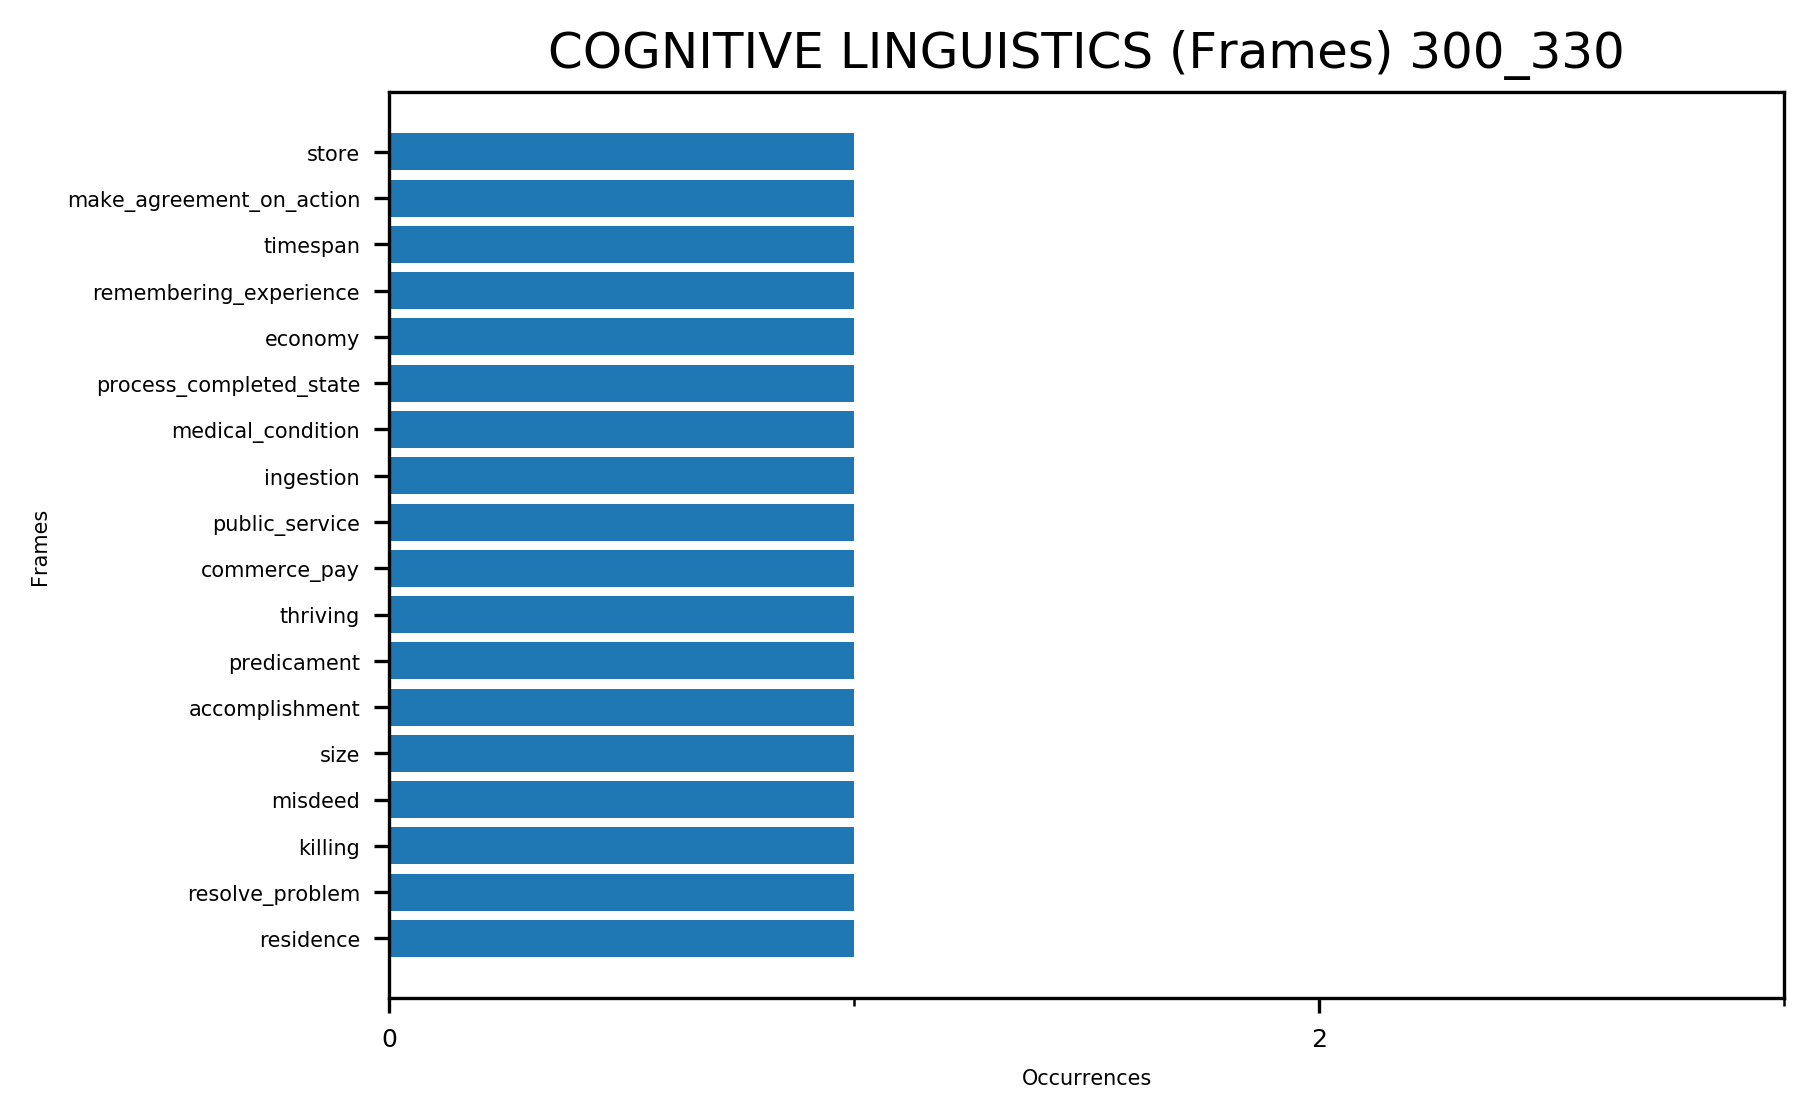 COGNITIVE LINGUISTICS (Frames) 300_330
store
make_agreement_on_action
timespan
remembering_experience
economy
process_completed_state
medical_condition
ingestion
public_service
commerce_pay
thriving
predicament
accomplishment
size
misdeed
killing
resolve_problem
residence
Frames
0 2
Occurrences